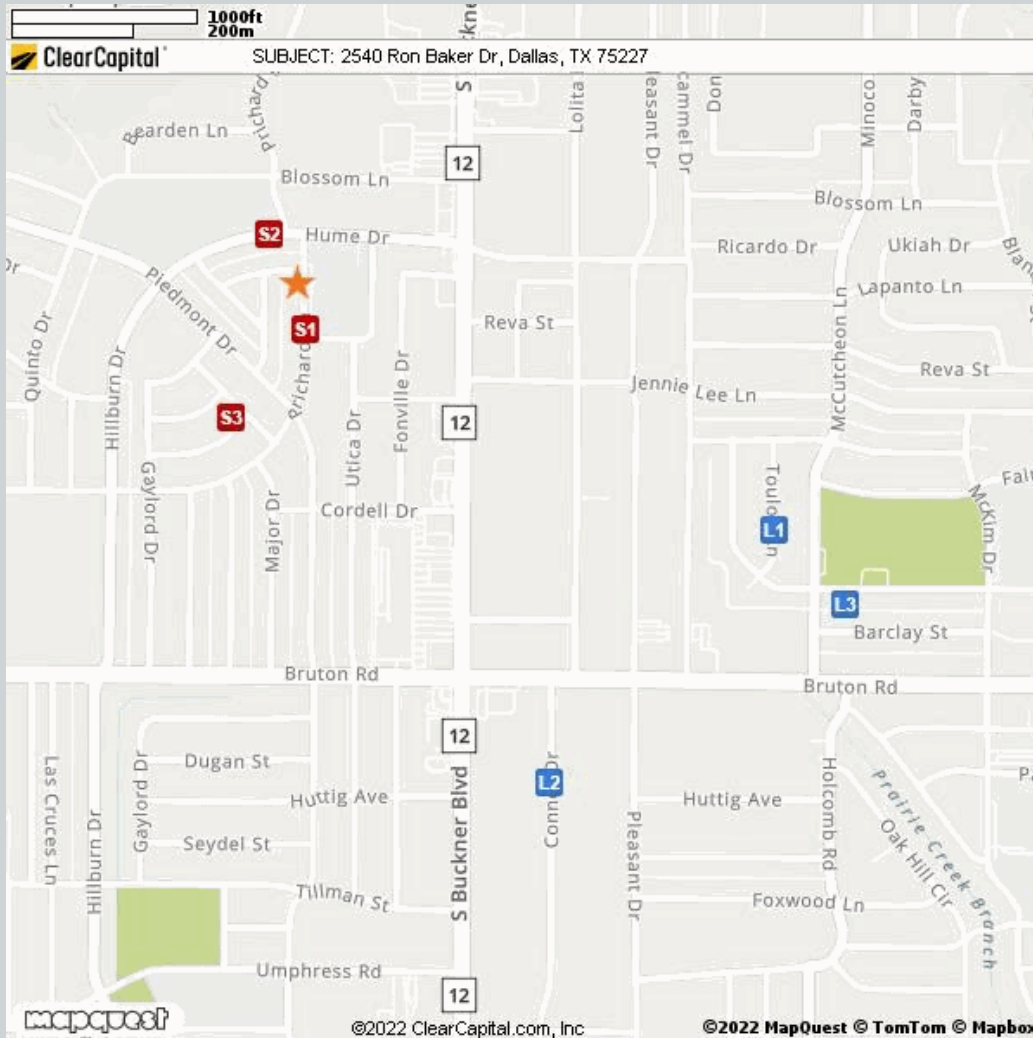 1000ft
200m
ClearCapital
SUBJECT: 2540 Ron Baker Dr, Dallas, TX 75227
S
Prichard
Lolita
leasant Dr
cammel Dr
Don
Minoco
Darby
Bearden Ln
12
Blossom Ln
Blossom Ln
S2
Hume Dr
Ricardo Dr
Ukiah Dr
Dr
Piedmont Dr
Lapanto Ln
S1
Reva St
Quinto Dr
Hillburn Dr
Prichard
Fonville Dr
Jennie Lee Ln
McCutcheon Ln
Reva St
S3
12
Utica Dr
Gaylord Dr
Major Dr
Cordell Dr
L1
McKim Dr
L3
Barclay St
Bruton Rd
Bruton Rd
12
Las Cruces Ln
Gaylord Dr
Dugan St
L2
Huttig Ave
Huttig Ave
Holcomb Rd
Prairie Creek Branch
Hillburn Dr
Seydel St
S Buckner Blvd
Pleasant Dr
Oak Hill Cir
Tillman St
Foxwood Ln
Umphress Rd
12
mapquest
©2022 ClearCapital.com, Inc
©2022 MapQuest © TomTom © Mapbox